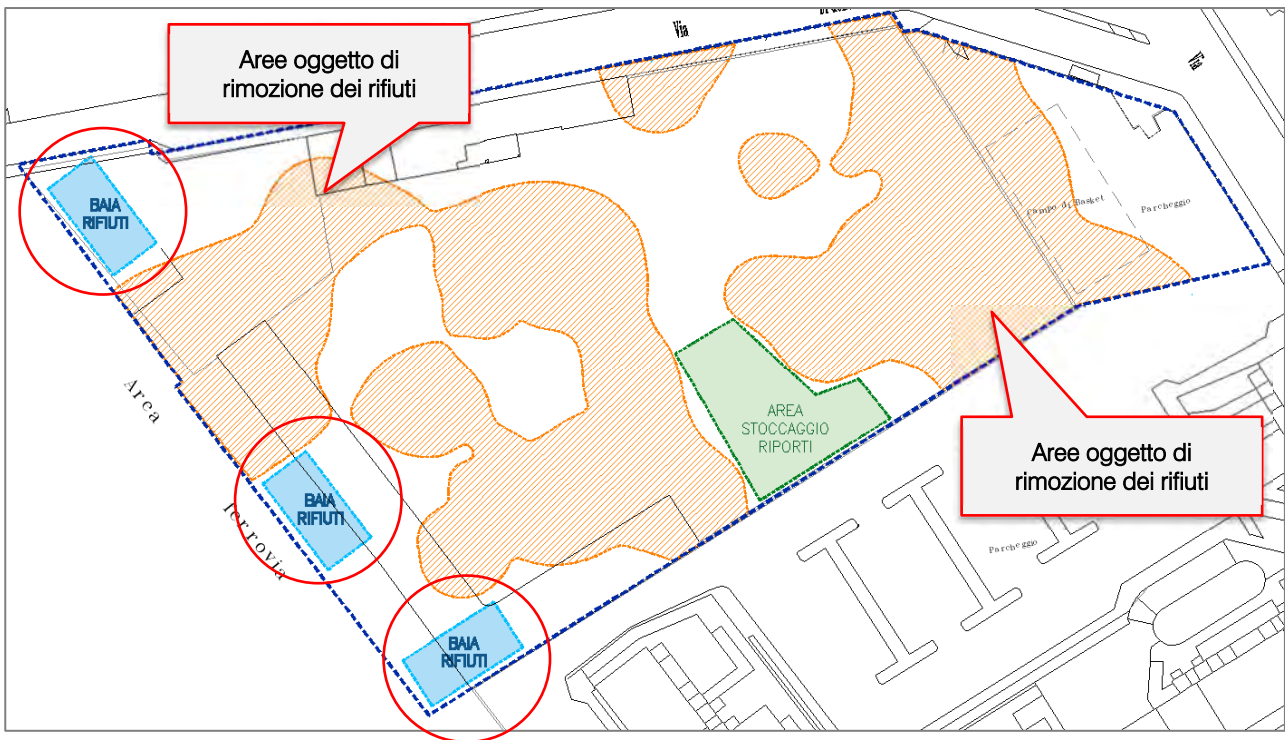 Via
Aree oggetto di
rimozione dei rifiuti
BAIA
RIFIUTI
Campo di Basket
Parcheggio
Area
ferrovia
AREA
STOCCAGGIO
RIPORTI
Aree oggetto di
rimozione dei rifiuti
BAIA
RIFIUTI
Parcheggio
BAIA
RIFIUTI